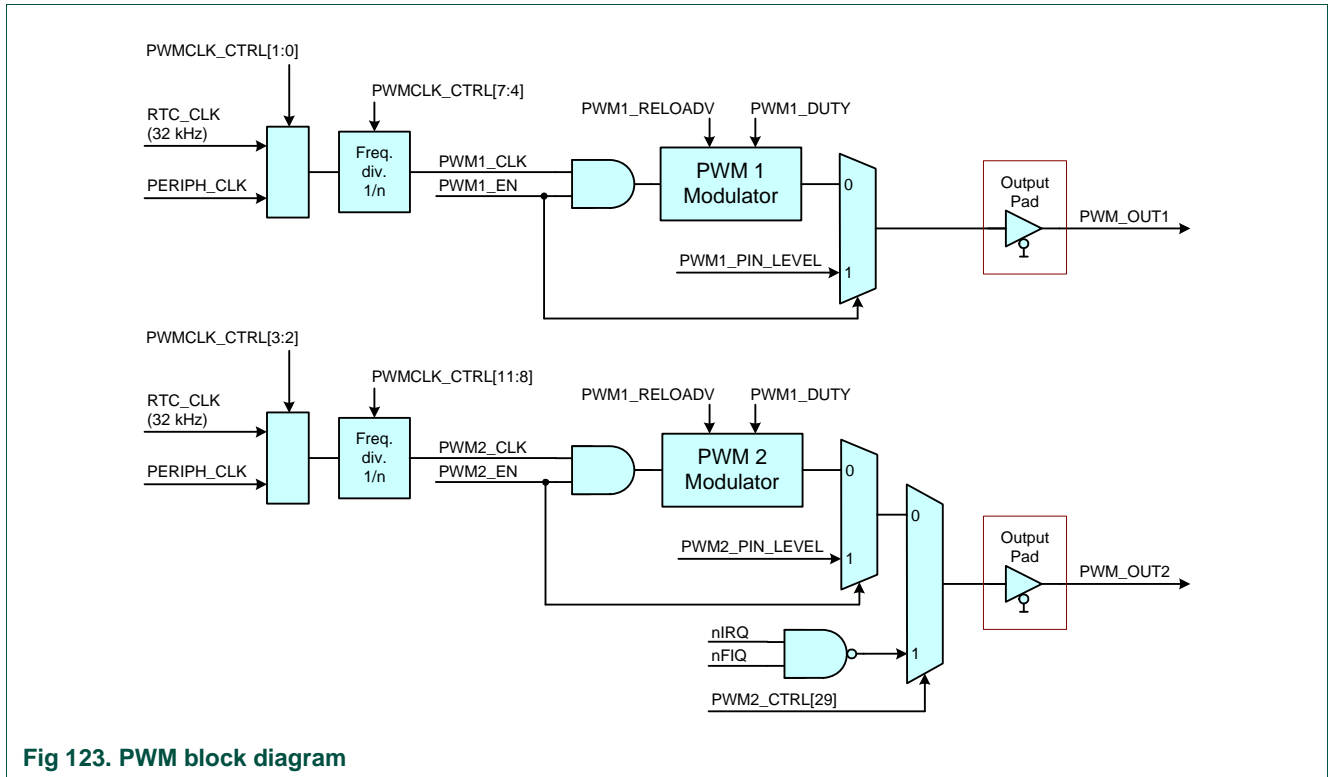 PWMCLK_CTRL[1:0]
PWMCLK_CTRL[7:4]
RTC_CLK
(32 kHz)
PERIPH_CLK
Freq.
div.
1/n
PWM1_CLK
PWM1_EN
PWM1_RELOADV
PWM1_DUTY
PWM 1
Modulator
0
PWM1_PIN_LEVEL
1
Output
Pad
PWM_OUT1
PWMCLK_CTRL[3:2]
PWMCLK_CTRL[11:8]
RTC_CLK
(32 kHz)
PERIPH_CLK
Freq.
div.
1/n
PWM2_CLK
PWM2_EN
PWM1_RELOADV
PWM1_DUTY
PWM 2
Modulator
0
PWM2_PIN_LEVEL
1
0
nIRQ
nFIQ
1
PWM2_CTRL[29]
Output
Pad
PWM_OUT2
Fig 123. PWM block diagram